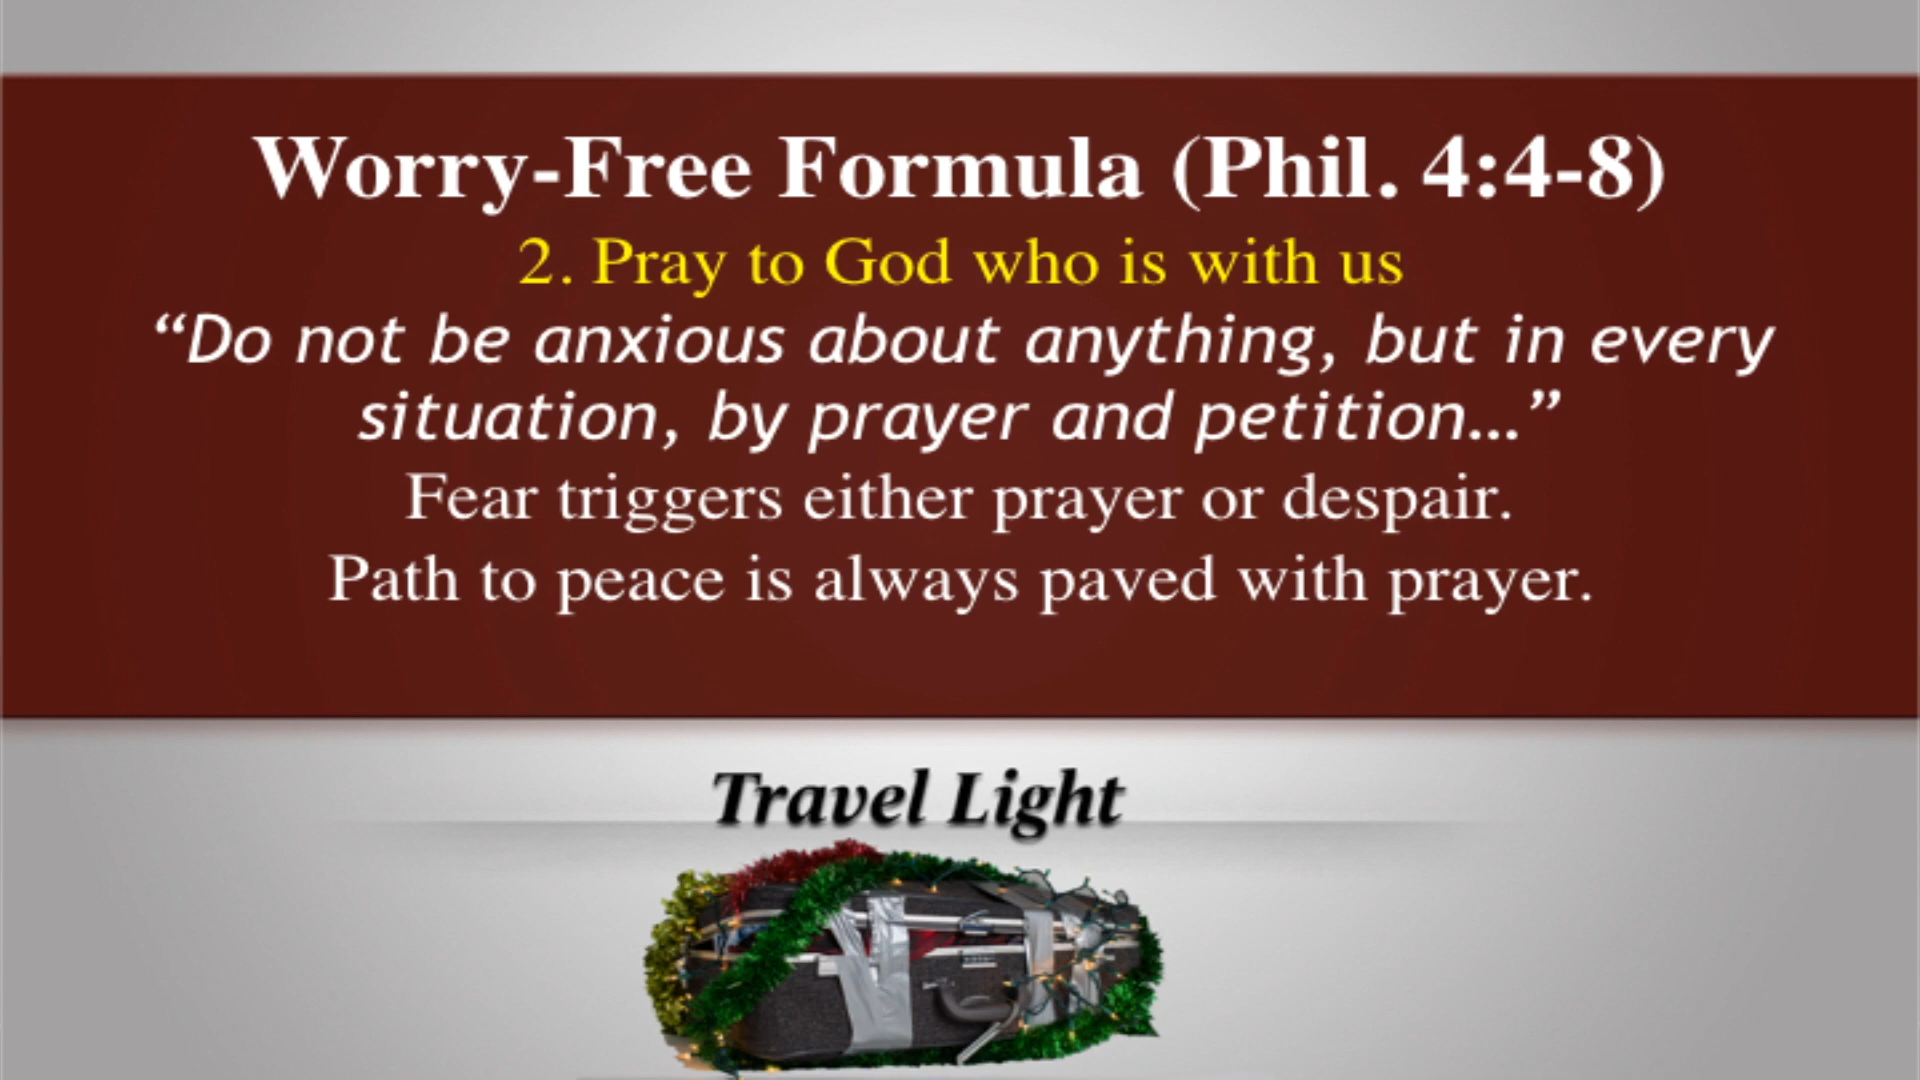 Worry-Free Formula (Phil. 4:4-8)
2. Pray to God who is with us
“Do not be anxious about anything, but in every
situation, by prayer and petition…”
Fear triggers either prayer or despair.
Path to peace is always paved with prayer.
Travel Light